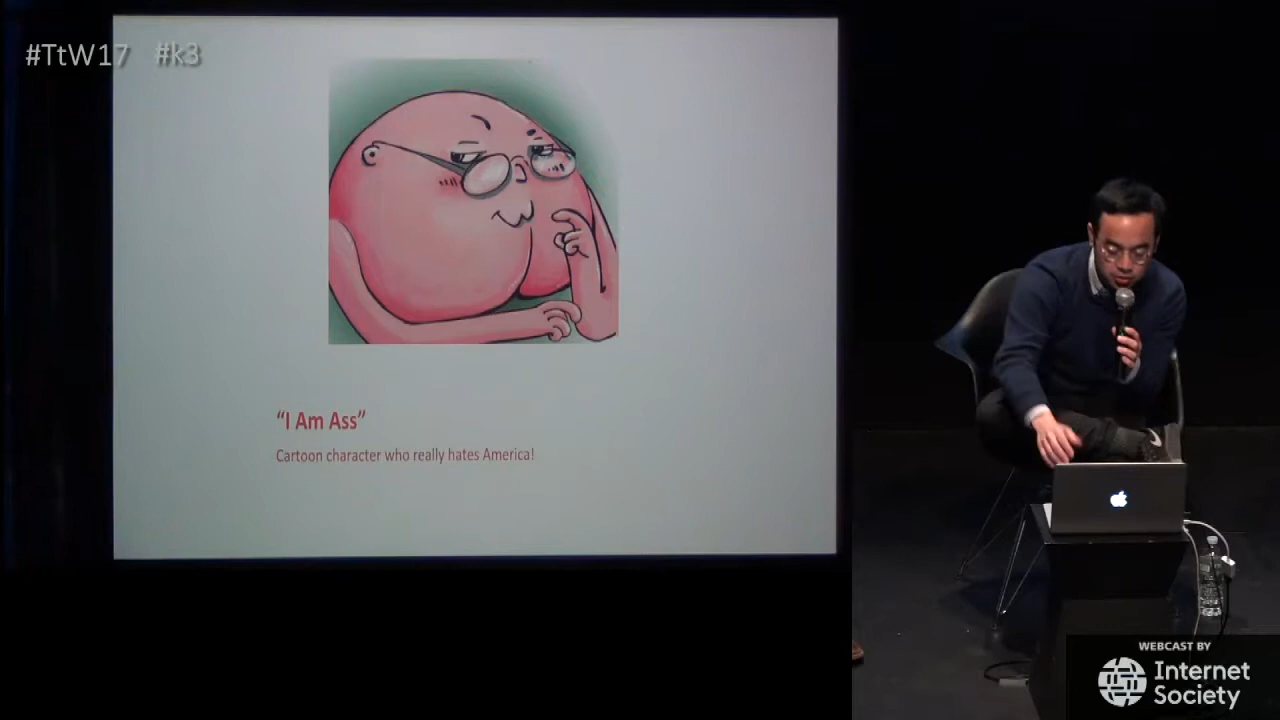 #TtW17 #k3
“I Am Ass”
Cartoon character who really hates America!
WEBCAST BY
Internet
Society